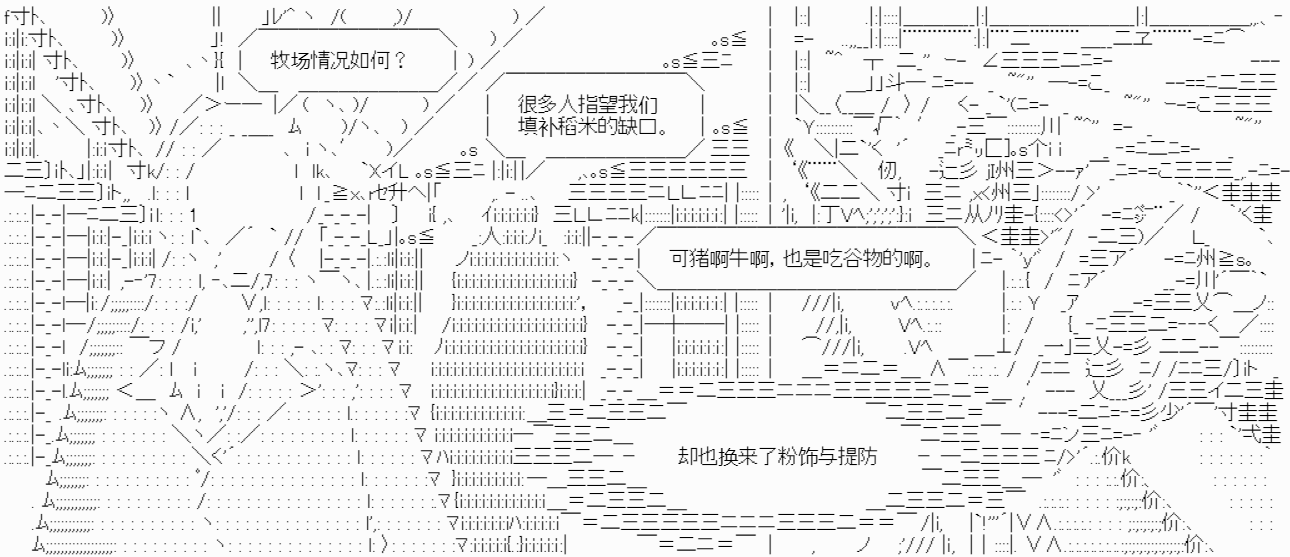 牧场情况如何？
很多人指望我们
填补稻米的缺口。
可猪啊牛啊，也是吃谷物的啊。
却也换来了粉饰与提防